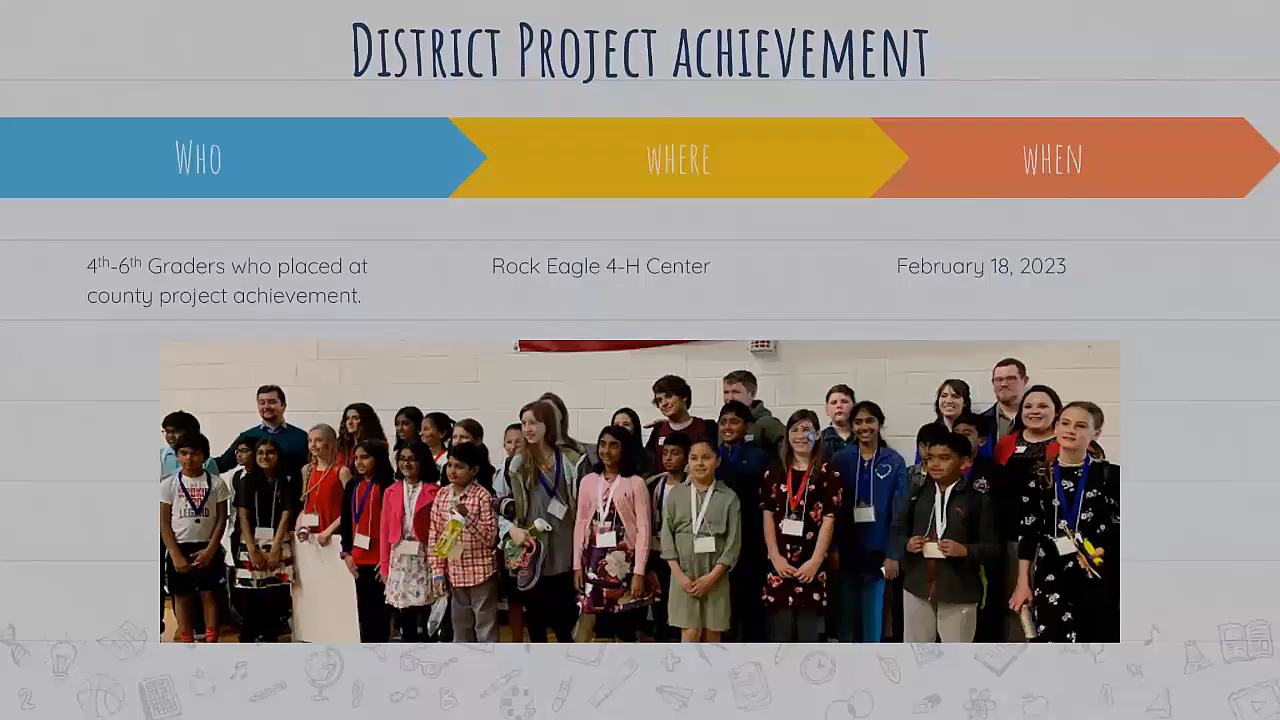 District Project achievement
Who
where
when
4th-6th Graders who placed at
county project achievement.
Rock Eagle 4-H Center
February 18, 2023
LEGEND